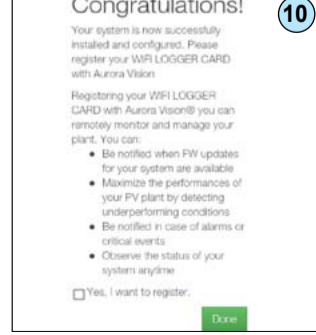 Congratulations!
10
Your system is now successfully
installed and configured. Please
register your WIFI LOGGER CARD
with Aurora Vision
Registering your WIFI LOGGER
CARD with Aurora Vision® you can
remotely monitor and manage your
plant. You can:
● Be notified when FW updates
for your system are available
● Maximize the performances of
your PV plant by detecting
underperforming conditions
● Be notified in case of alarms or
critical events
● Observe the status of your
system anytime
Yes, I want to register.
Done